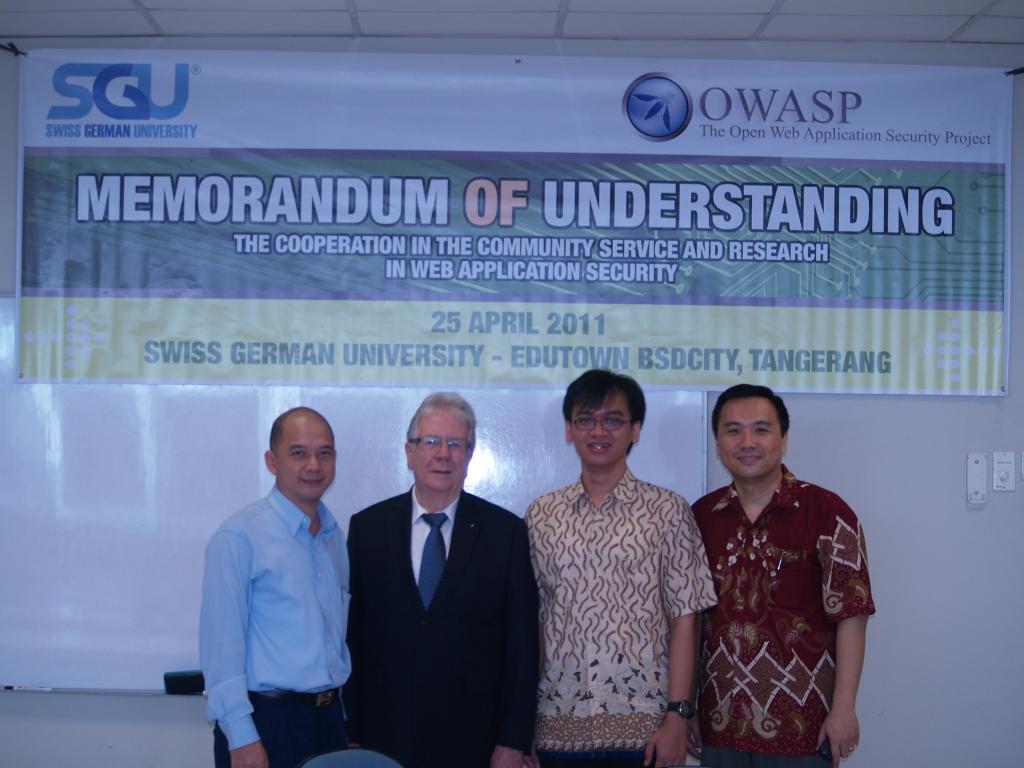 SGU®
SWISS GERMAN UNIVERSITY
OWASP
The Open Web Application Security Project
MEMORANDUM OF UNDERSTANDING
THE COOPERATION IN THE COMMUNITY SERVICE AND RESEARCH
IN WEB APPLICATION SECURITY
25 APRIL 2011
SWISS GERMAN UNIVERSITY - EDUTOWN BSDCITY, TANGERANG